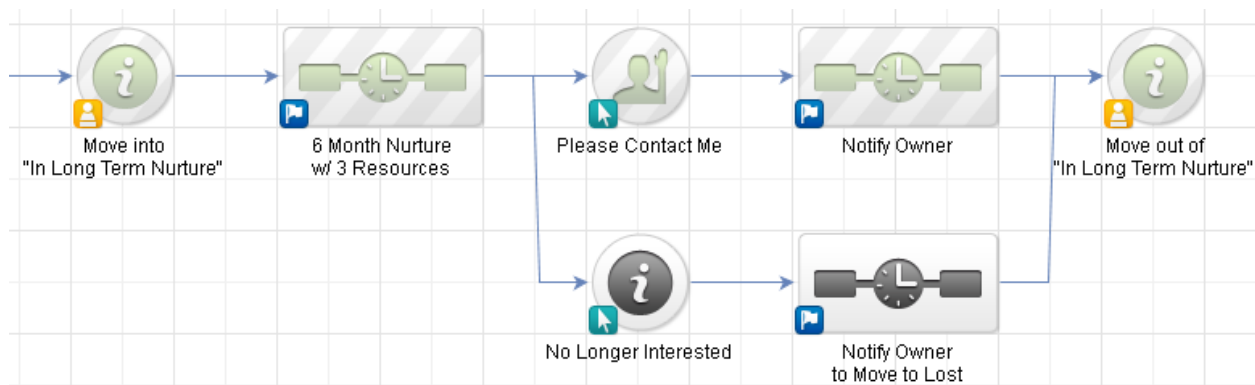 Move into
"In Long Term Nurture"
6 Month Nurture
w/ 3 Resources
Please Contact Me
Notify Owner
Move out of
"In Long Term Nurture"
No Longer Interested
Notify Owner
to Move to Lost